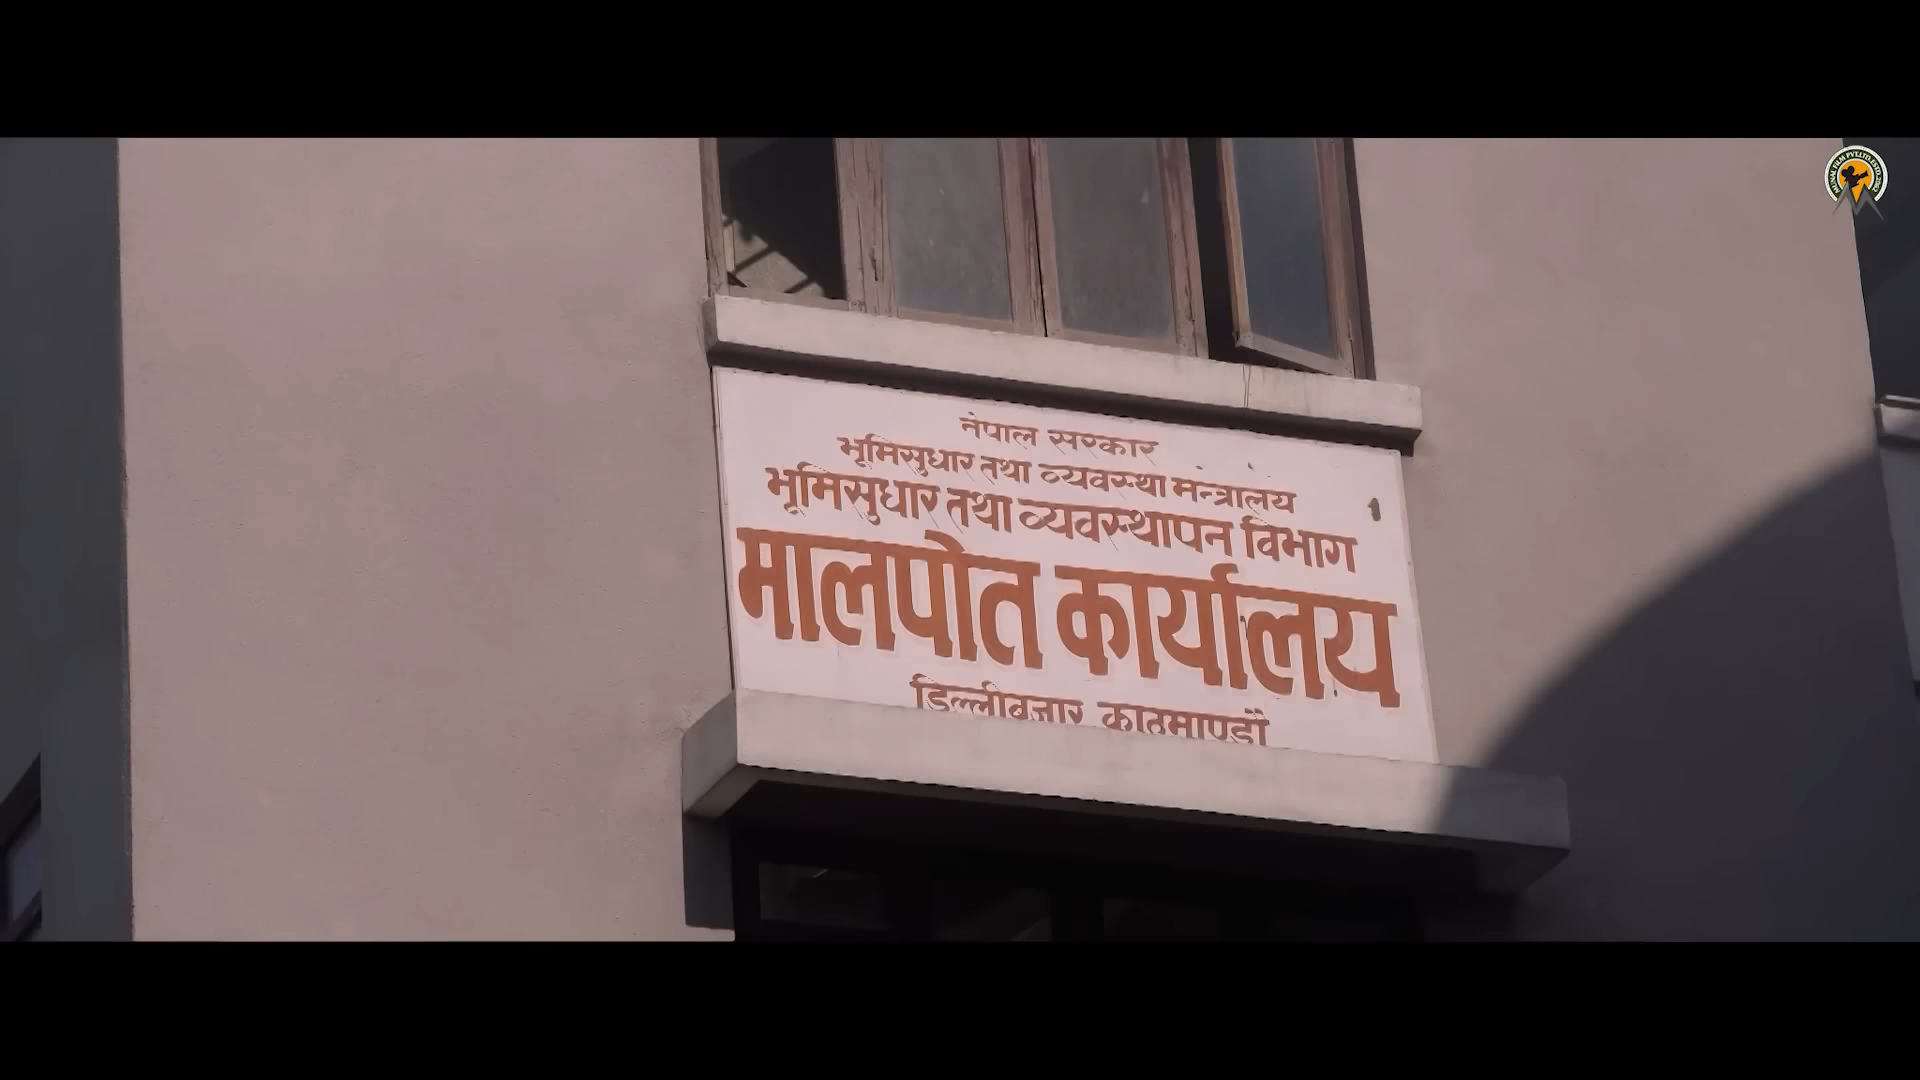 नेपाल सरकार
भूमिसुधार तथा व्यवस्था मन्त्रालय
भूमिसुधार तथा व्यवस्थापन विभाग
मालपोत कार्यालय
डिल्लीबजार काठमाण्डौ